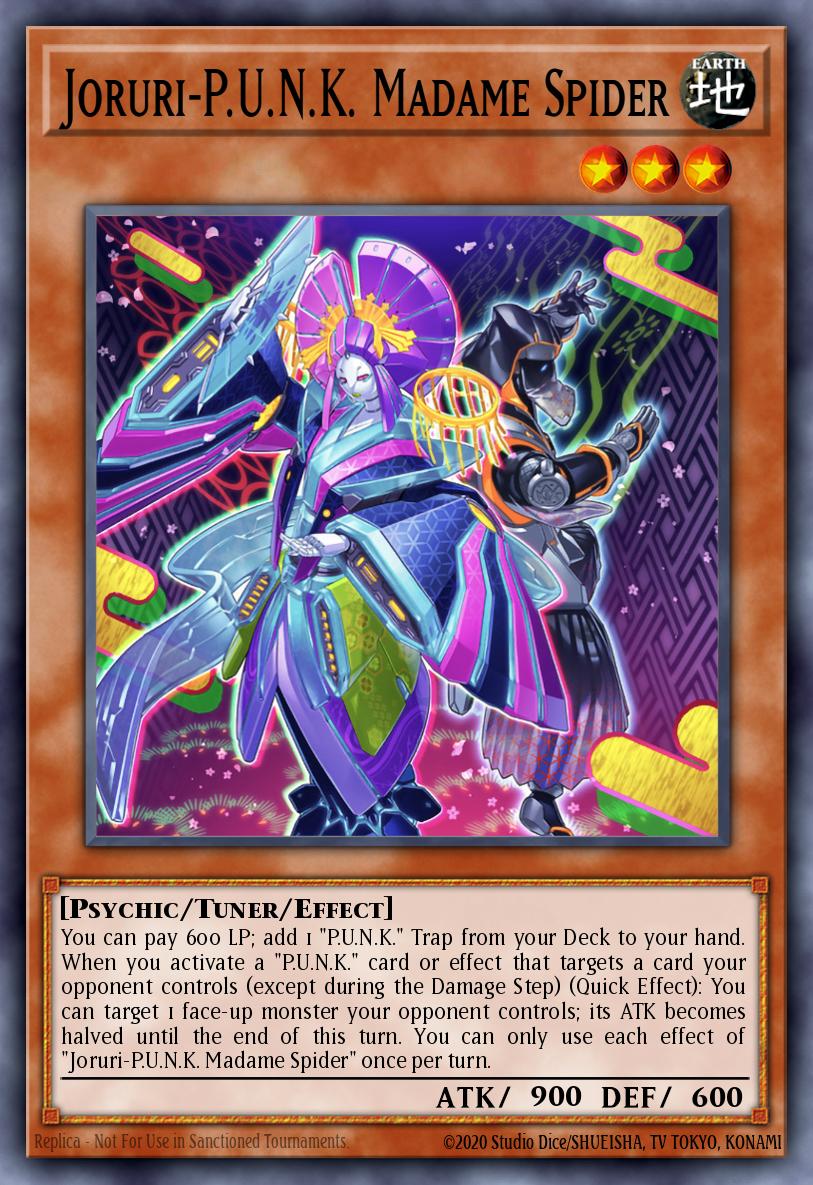 Joruri-P.U.N.K. Madame Spider
EARTH
地
[Psychic/Tuner/Effect]
You can pay 600 LP; add 1 "P.U.N.K." Trap from your Deck to your hand.
When you activate a "P.U.N.K." card or effect that targets a card your
opponent controls (except during the Damage Step) (Quick Effect): You
can target 1 face-up monster your opponent controls; its ATK becomes
halved until the end of this turn. You can only use each effect of
"Joruri-P.U.N.K. Madame Spider" once per turn.
ATK/ 900 DEF/ 600
Replica - Not For Use in Sanctioned Tournaments.
©2020 Studio Dice/SHUEISHA, TV TOKYO, KONAMI